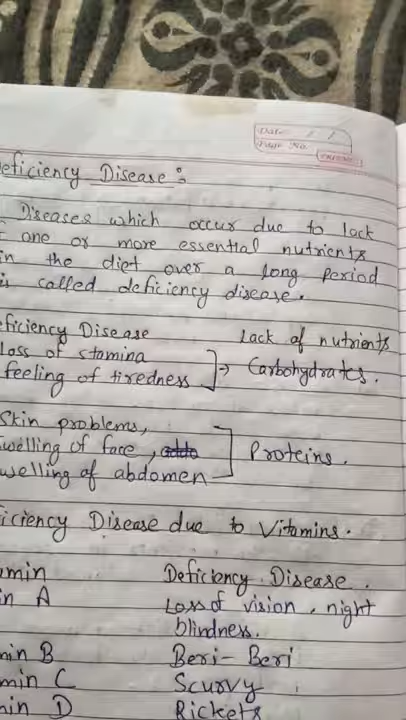 Date / /
Page No.
eficiency Disease :
Diseases which occur due to lack
f one or more essential nutrients
in the diet over a long period
is called deficiency disease.
ficiency Disease Lack of nutrients
Loss of stamina
feeling of tiredness ] → Carbohydrates.
Skin problems,
swelling of face, ] Proteins.
welling of abdomen
iciency Disease due to Vitamins.
amin Deficiency Disease.
in A Loss of vision, night
blindness.
min B Beri-Beri
min C Scurvy
min D Rickets